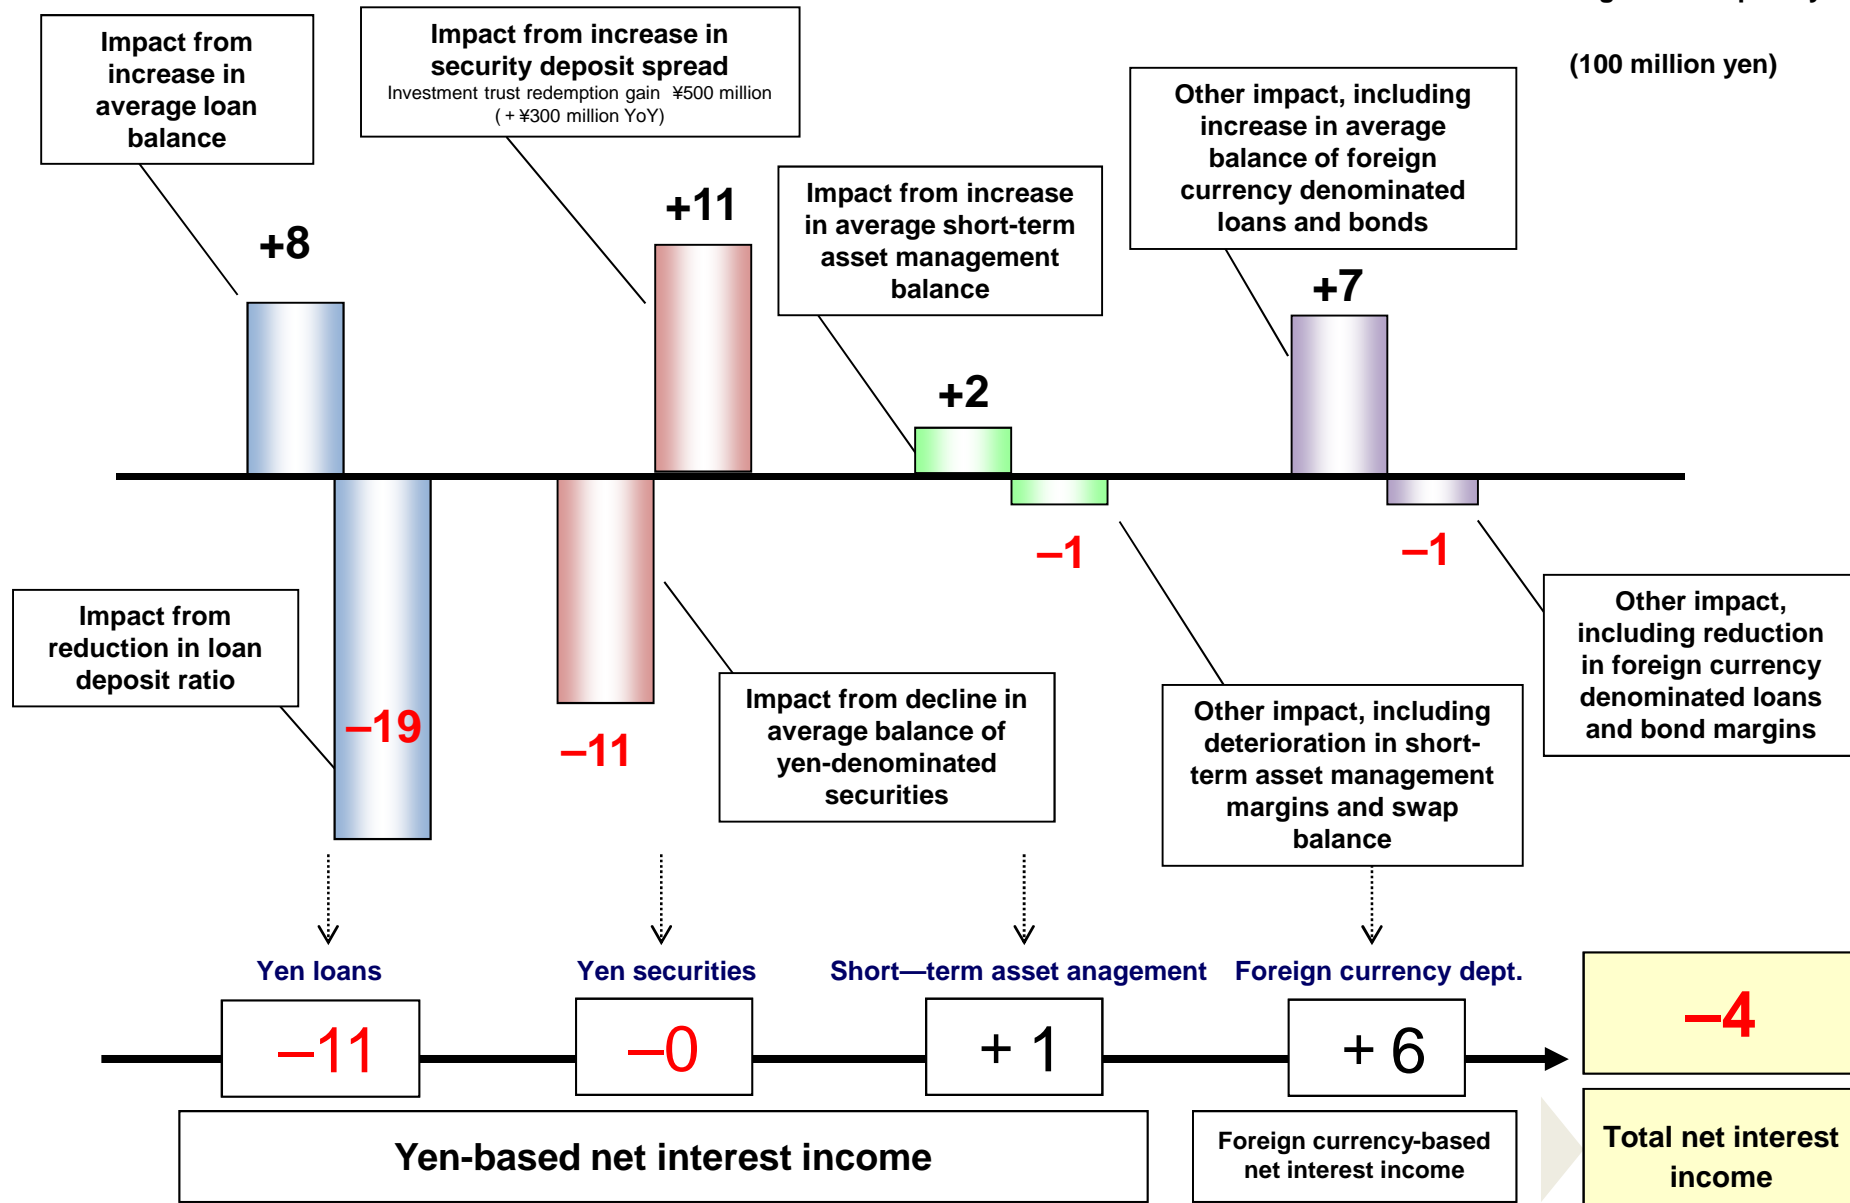 (100 million yen)
Impact from
increase in
average loan
balance
Impact from increase in
security deposit spread
Investment trust redemption gain ¥500 million
( + ¥300 million YoY)
Impact from increase
in average short-term
asset management
balance
Other impact, including
increase in average
balance of foreign
currency denominated
loans and bonds
+8
+11
+2
+7
–19
–11
–1
–1
Impact from
reduction in loan
deposit ratio
Impact from decline in
average balance of
yen-denominated
securities
Other impact, including
deterioration in short-
term asset management
margins and swap
balance
Other impact,
including reduction
in foreign currency
denominated loans
and bond margins
Yen loans
Yen securities
Short—term asset anagement
Foreign currency dept.
–11
–0
+ 1
+ 6
–4
Yen-based net interest income
Foreign currency-based
net interest income
Total net interest
income